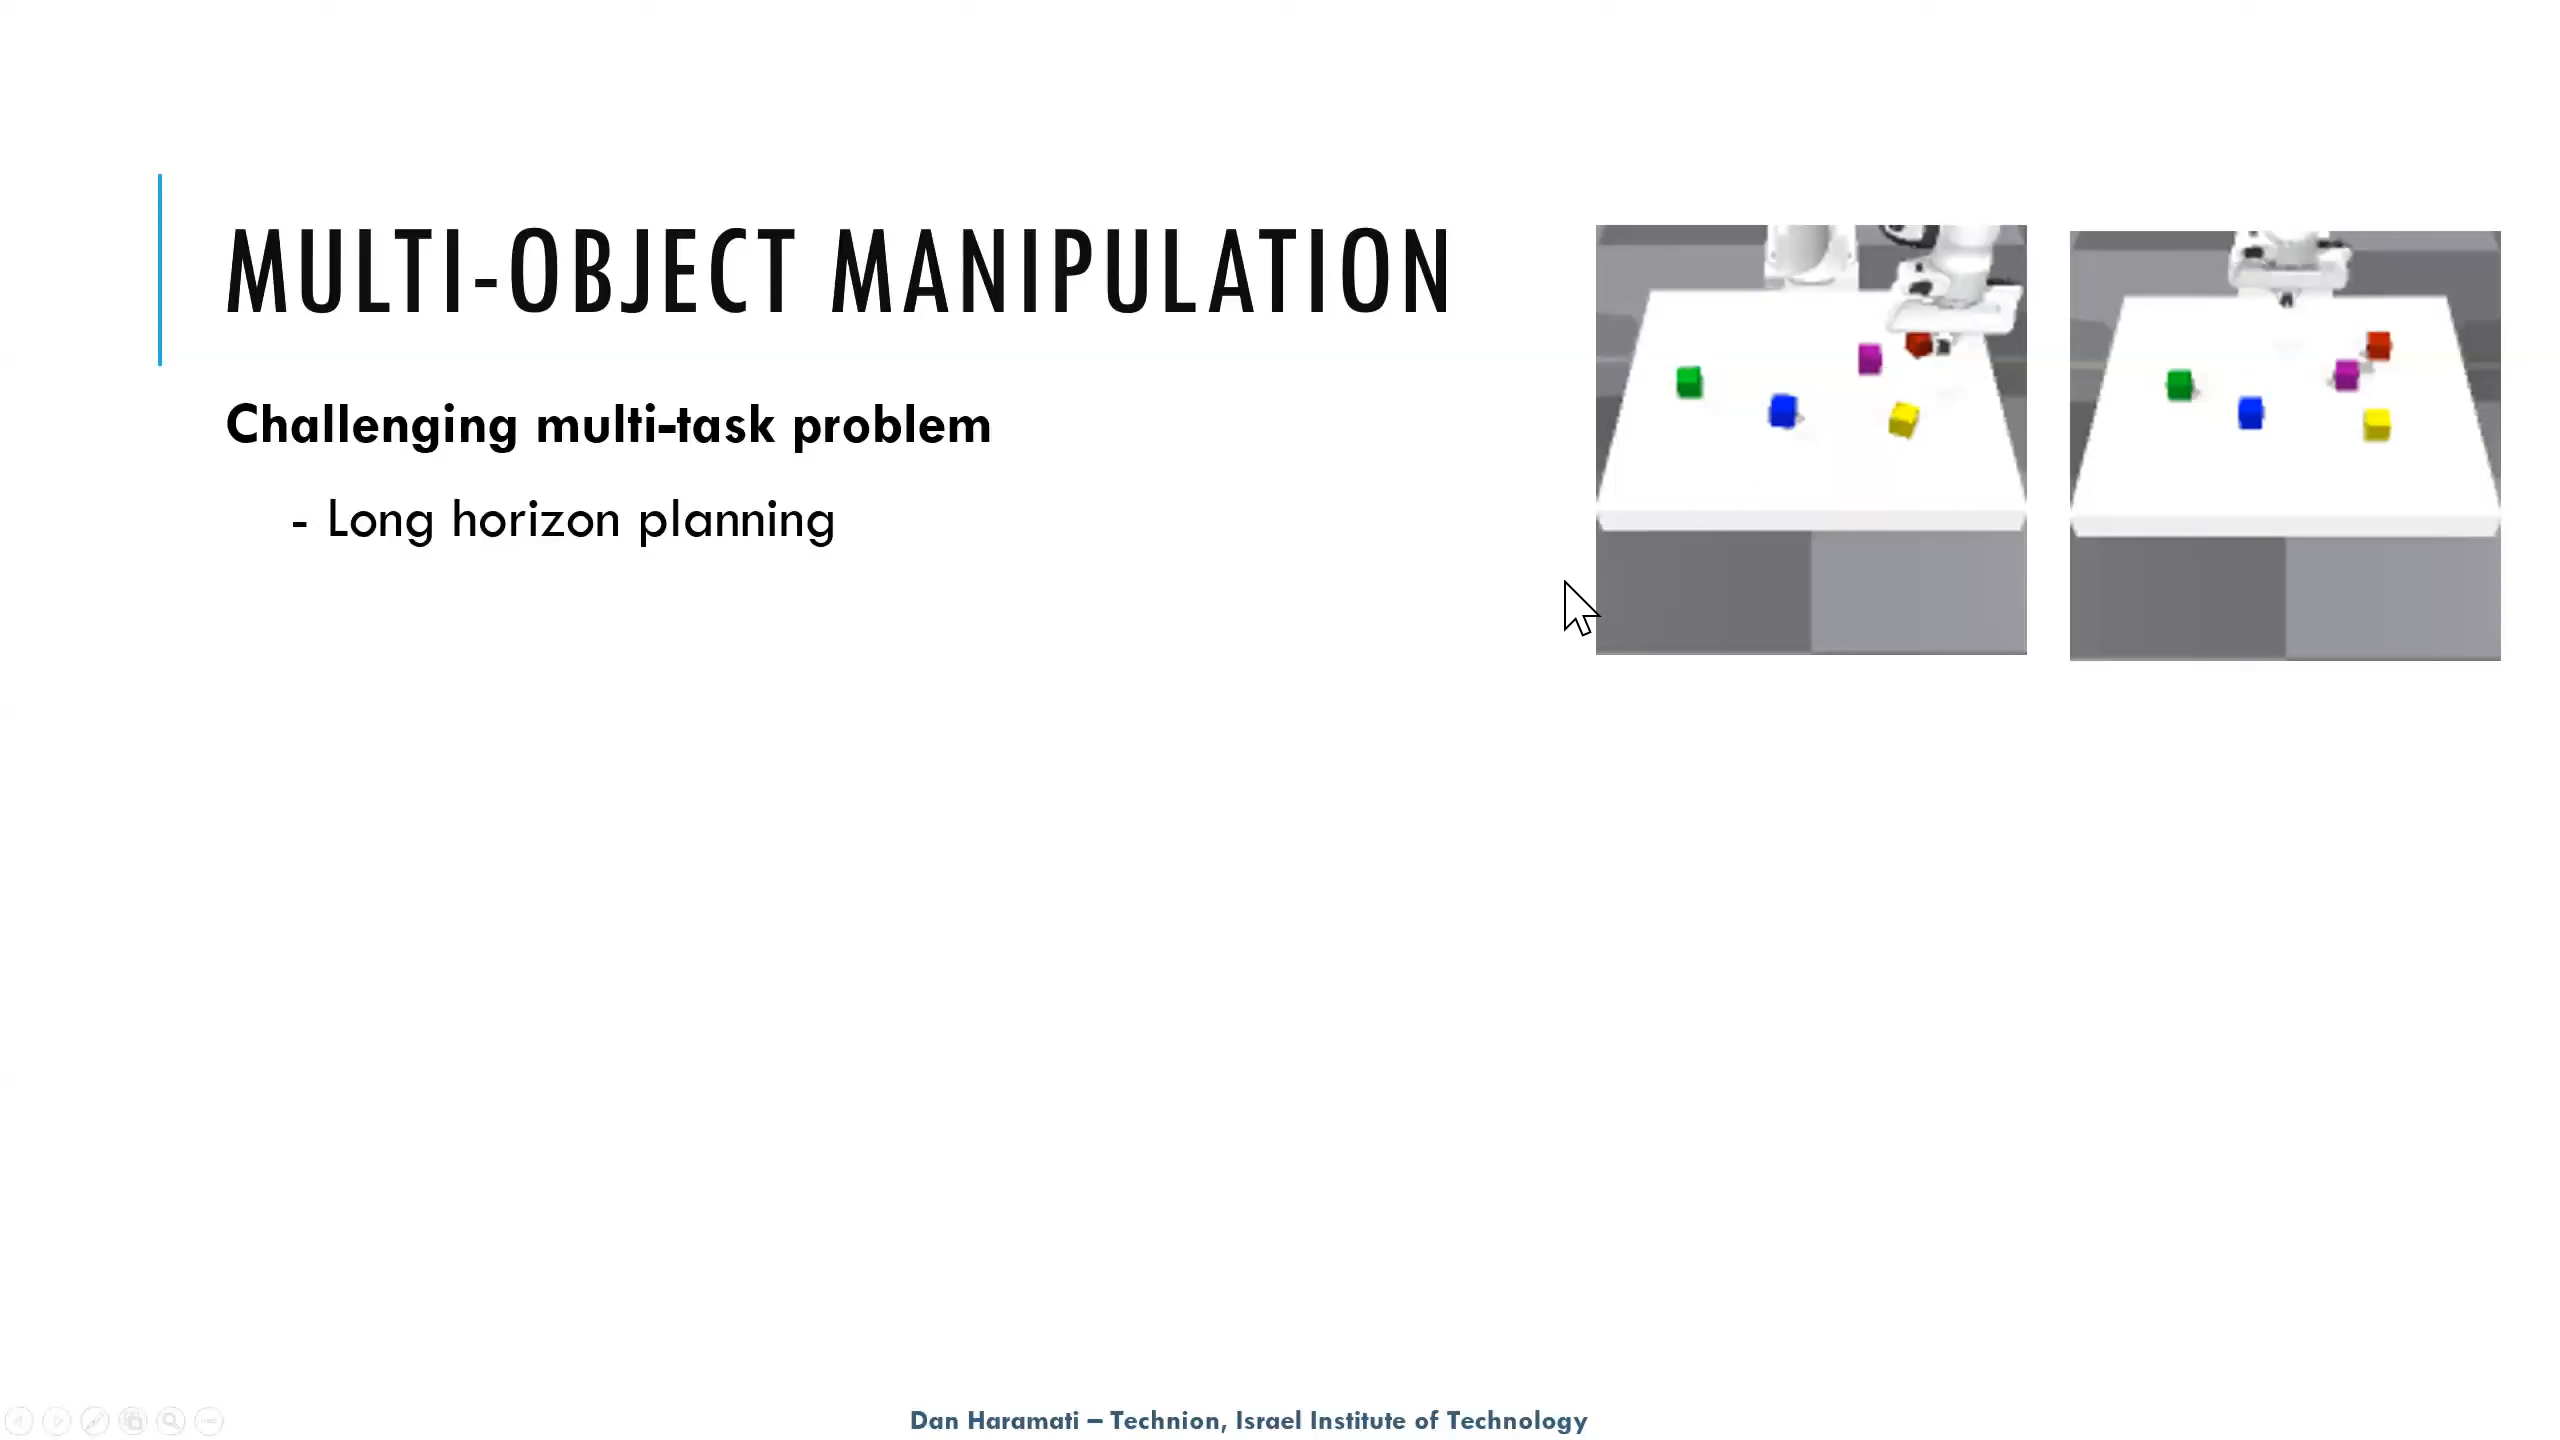 MULTI-OBJECT MANIPULATION
Challenging multi-task problem
- Long horizon planning
Dan Haramati – Technion, Israel Institute of Technology